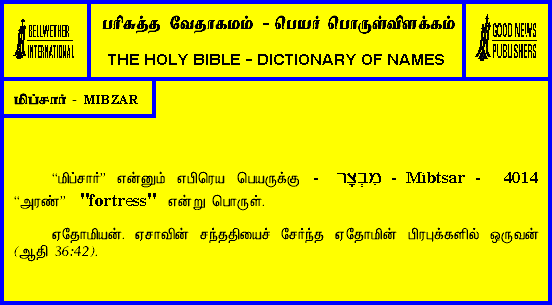 BELLWETHER
INTERNATIONAL
பரிசுத்த வேதாகமம் - பெயர் பொருள்விளக்கம்
THE HOLY BIBLE - DICTIONARY OF NAMES
GOOD NEWS
PUBLISHERS
மிப்சார் - MIBZAR
“மிப்சார்” என்னும் எபிரெய பெயருக்கு - מִבְצָר - Mibtsar - 4014
“அரண்” "fortress" என்று பொருள்.
ஏதோமியன். ஏசாவின் சந்ததியைச் சேர்ந்த ஏதோமின் பிரபுக்களில் ஒருவன்
(ஆதி 36:42).